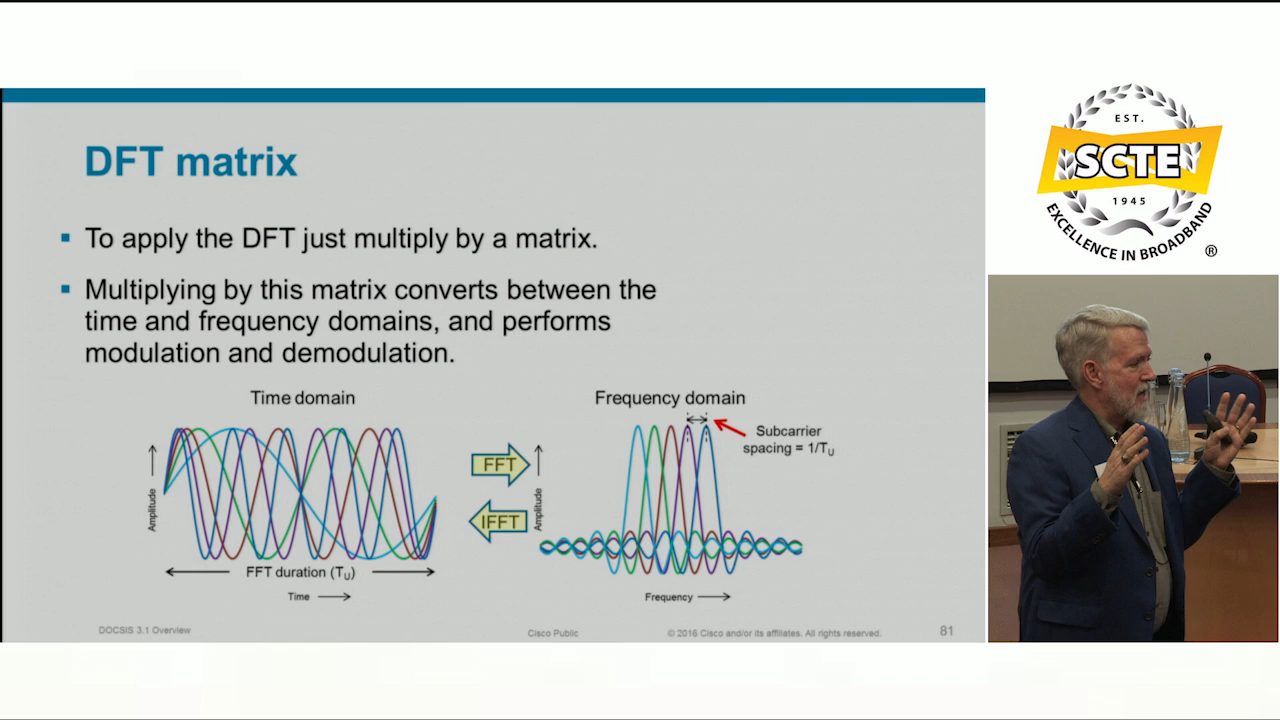 DFT matrix
▪ To apply the DFT just multiply by a matrix.
▪ Multiplying by this matrix converts between the
time and frequency domains, and performs
modulation and demodulation.
Time domain
Amplitude
FFT duration (TU)
Time
FFT
IFFT
Frequency domain
Subcarrier
spacing = 1/TU
Amplitude
Frequency
DOCSIS 3.1 Overview
Cisco Public
© 2016 Cisco and/or its affiliates. All rights reserved.
81
EST.
SCTE
1945
EXCELLENCE IN BROADBAND
®